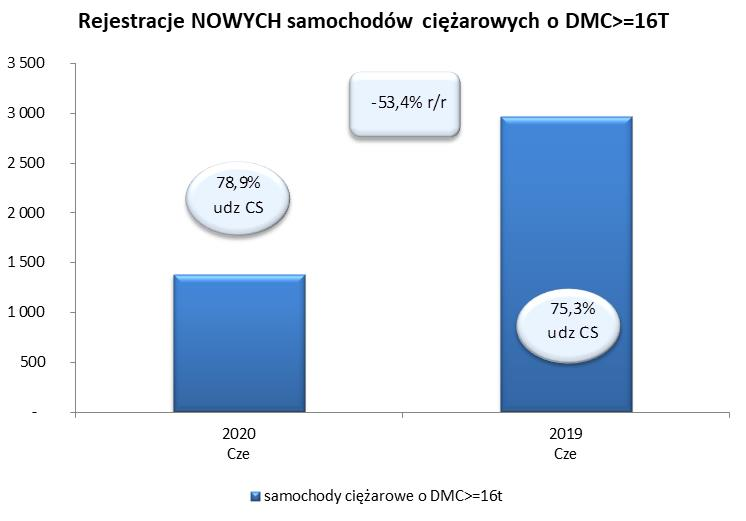 Rejestracje NOWYCH samochodów ciężarowych o DMC>=16T
3 500
3 000
2 500
2 000
1 500
1 000
500
-
-53,4% r/r
78,9%
udz CS
75,3%
udz CS
2020
Cze
2019
Cze
samochody ciężarowe o DMC>=16t